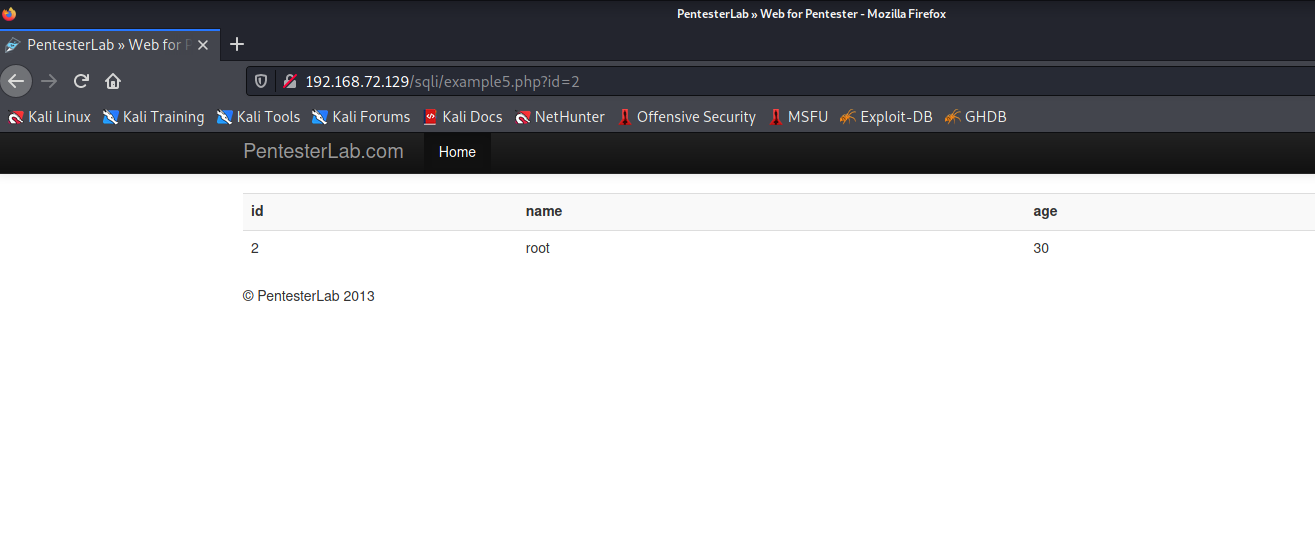 PentesterLab » Web for Pentester - Mozilla Firefox
PentesterLab » Web for P
192.168.72.129/sqli/example5.php?id=2
Kali Linux Kali Training Kali Tools Kali Forums Kali Docs NetHunter Offensive Security MSFU Exploit-DB GHDB
PentesterLab.com Home
id name age
2 root 30
© PentesterLab 2013